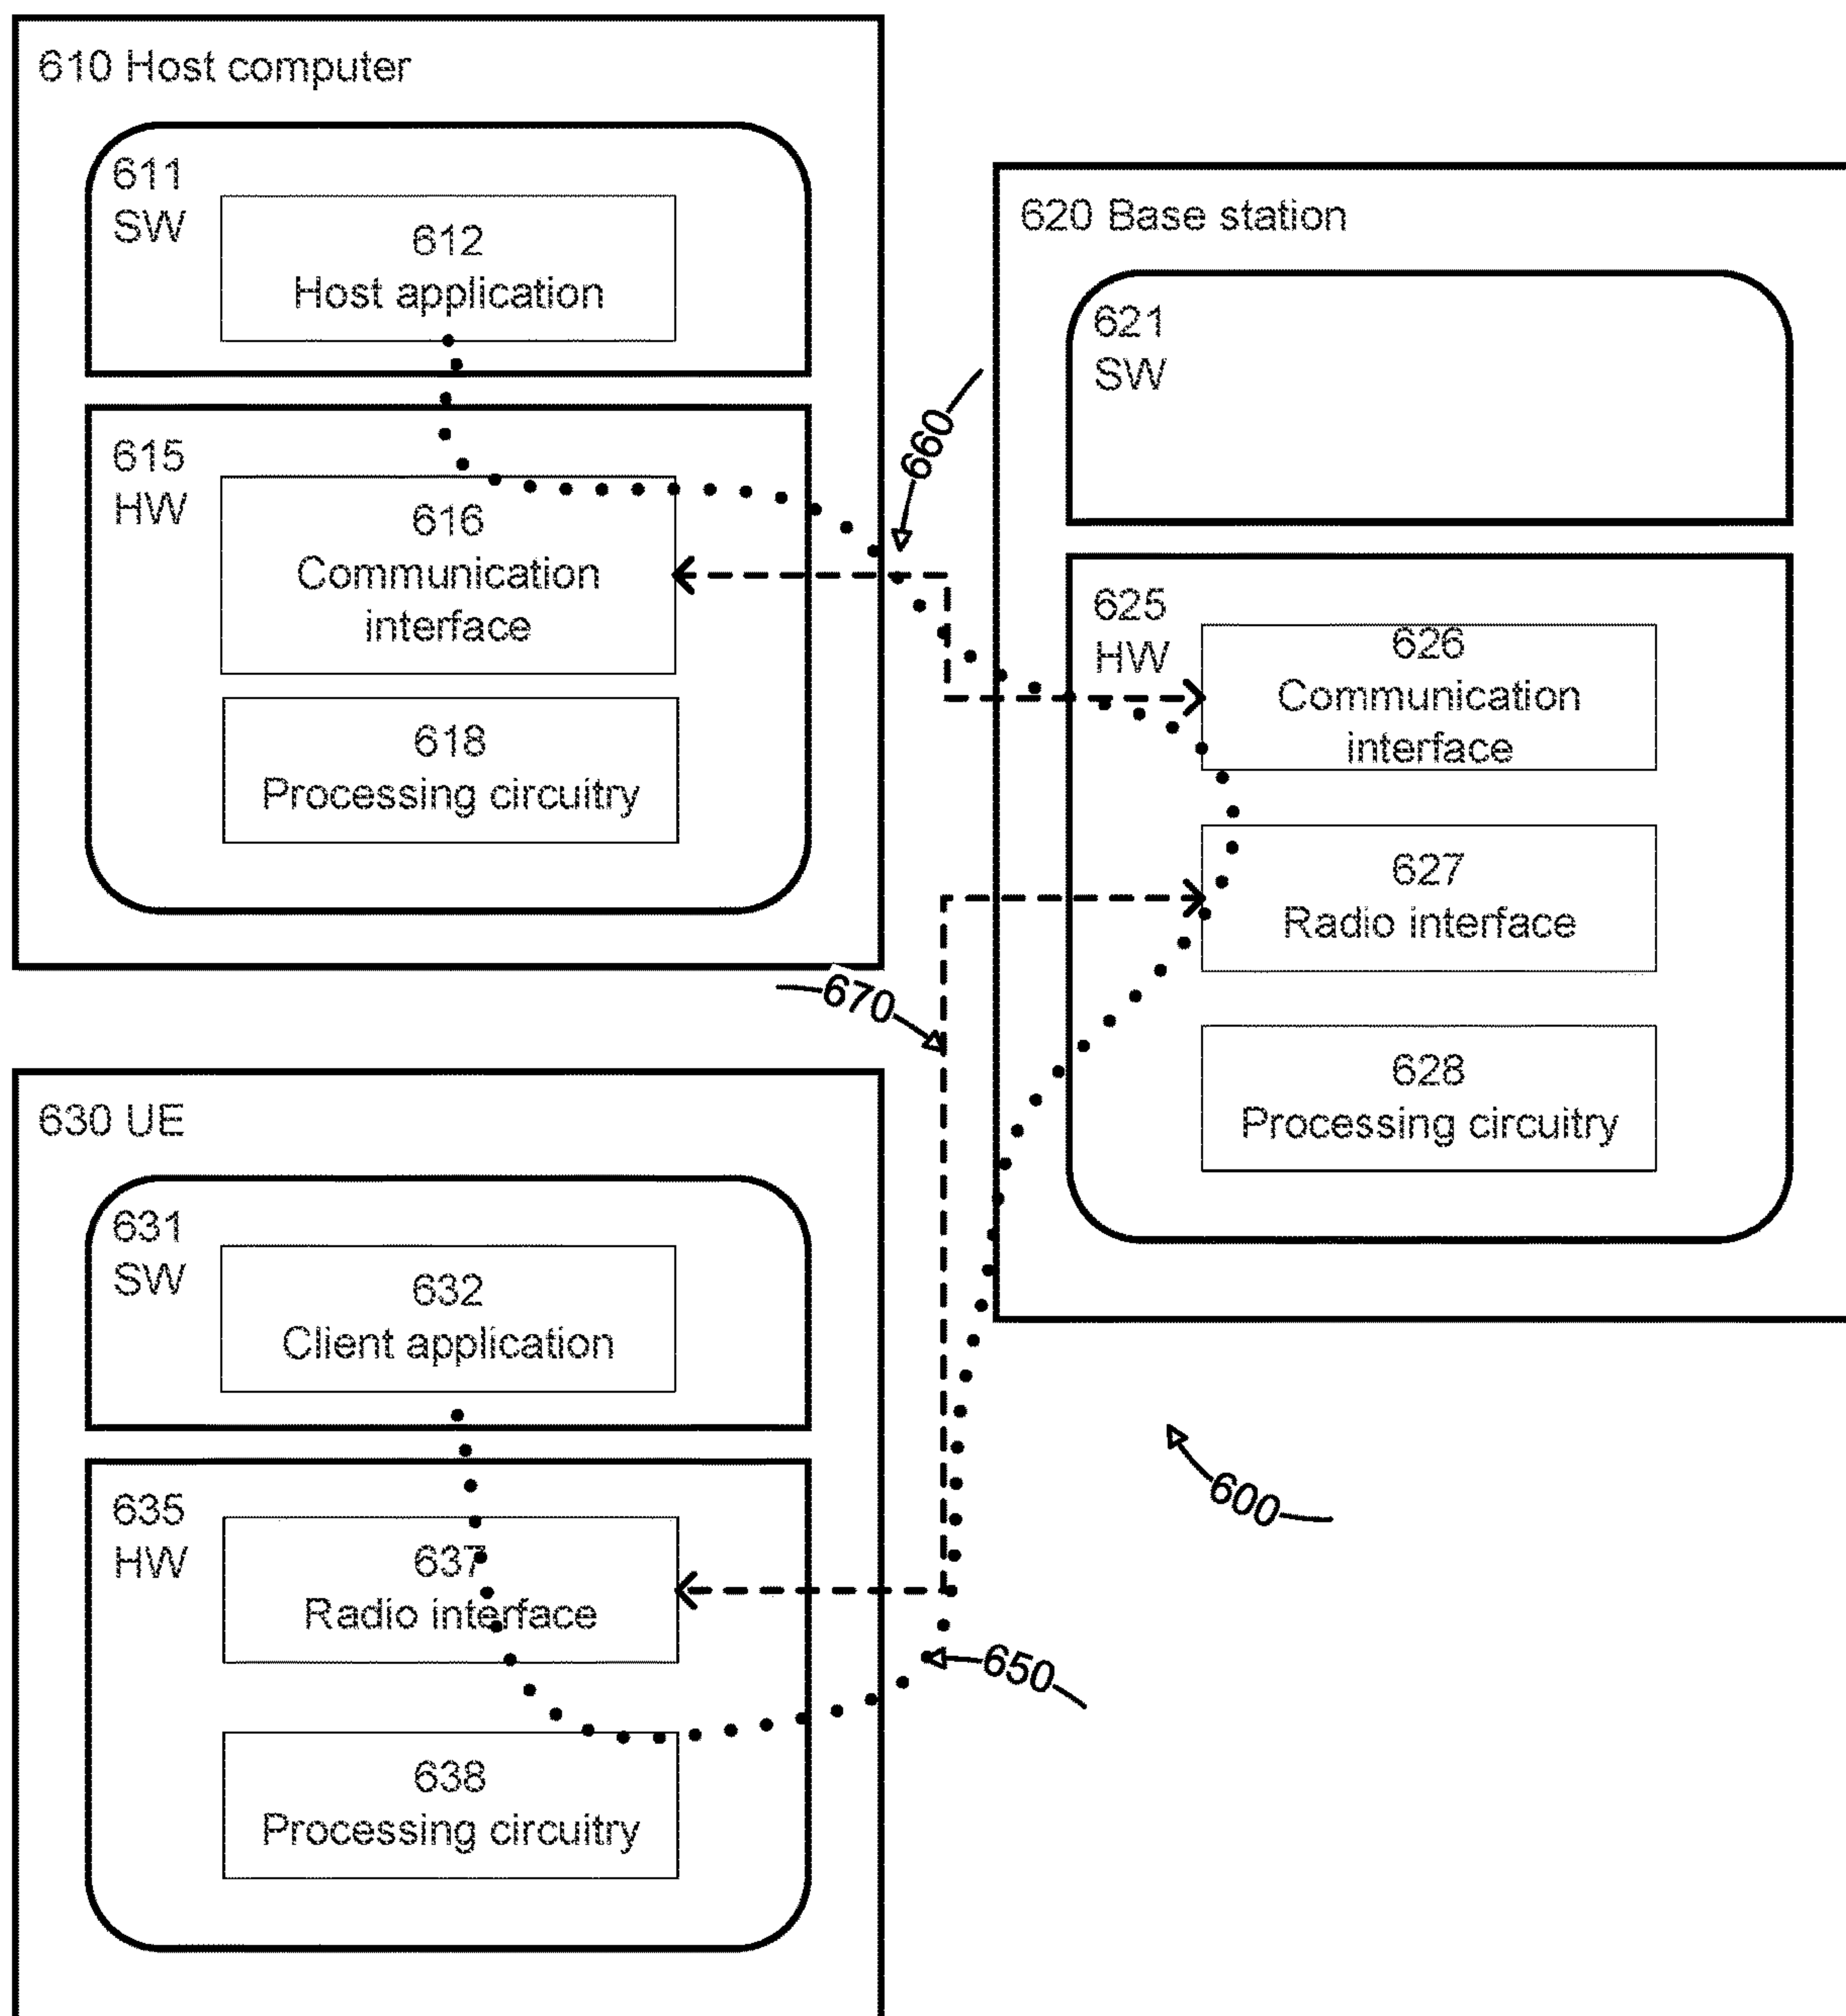 610 Host computer
611
SW
612
Host application
615
HW
616
Communication
interface
618
Processing circuitry
660
620 Base station
621
SW
625
HW
626
Communication
interface
627
Radio interface
628
Processing circuitry
670
630 UE
631
SW
632
Client application
635
HW
637
Radio interface
638
Processing circuitry
600
650